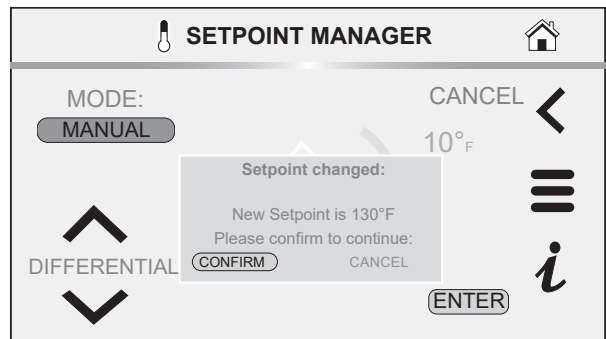 SETPOINT MANAGER
MODE:
MANUAL
CANCEL
10°F
Setpoint changed:
New Setpoint is 130°F
Please confirm to continue:
CONFIRM CANCEL
DIFFERENTIAL
ENTER
i